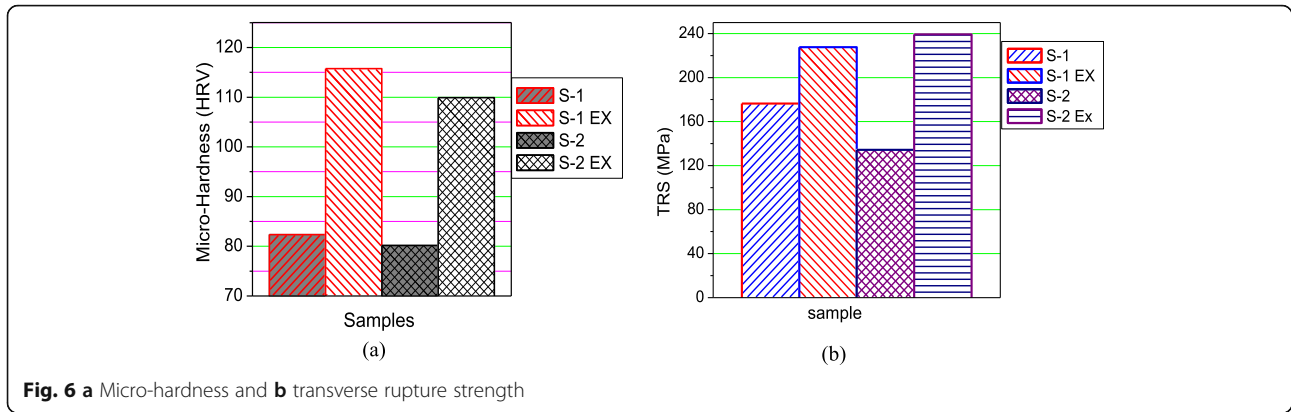 120
110
100
90
80
70
Micro-Hardness (HRV)
Samples
S-1
S-1 EX
S-2
S-2 EX
(a)
240
200
160
120
80
40
0
TRS (MPa)
sample
S-1
S-1 EX
S-2
S-2 Ex
(b)
Fig. 6 a Micro-hardness and b transverse rupture strength